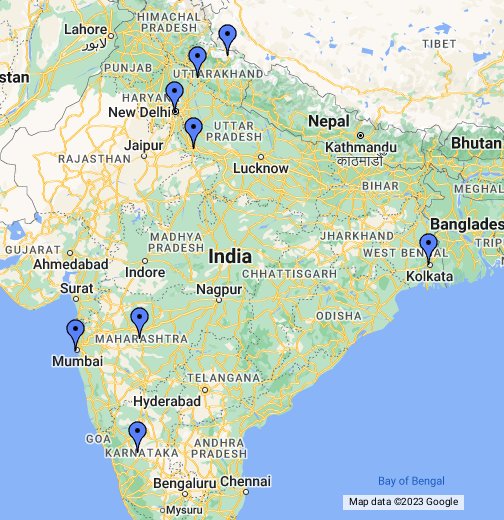 HIMACHAL
PRADESH
Lahore
لاہور
TIBET
PUNJAB
UTTARAKHAND
stan
HARYAN
New Delhi
Nepal
UTTAR
PRADESH
Kathmandu
काठमाडौँ
Bhutan
Jaipur
RAJASTHAN
Lucknow
BIHAR
MEGHAL
Banglades
GUJARAT
MADHYA
PRADESH
JHARKHAND
TRIP
WEST BENGAL
India
Ahmedabad
Indore
CHHATTISGARH
Kolkata
Surat
Nagpur
ODISHA
MAHARASHTRA
Mumbai
TELANGANA
Hyderabad
GOA
KARNATAKA
ANDHRA
PRADESH
Bengaluru
Chennai
Bay of Bengal
Map data ©2023 Google
Mysuru